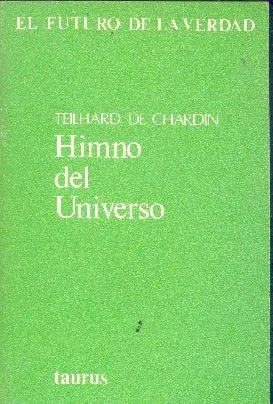 EL FUTURO DE LA VERDAD
TEILHARD DE CHARDIN
Himno
del
Universo
taurus